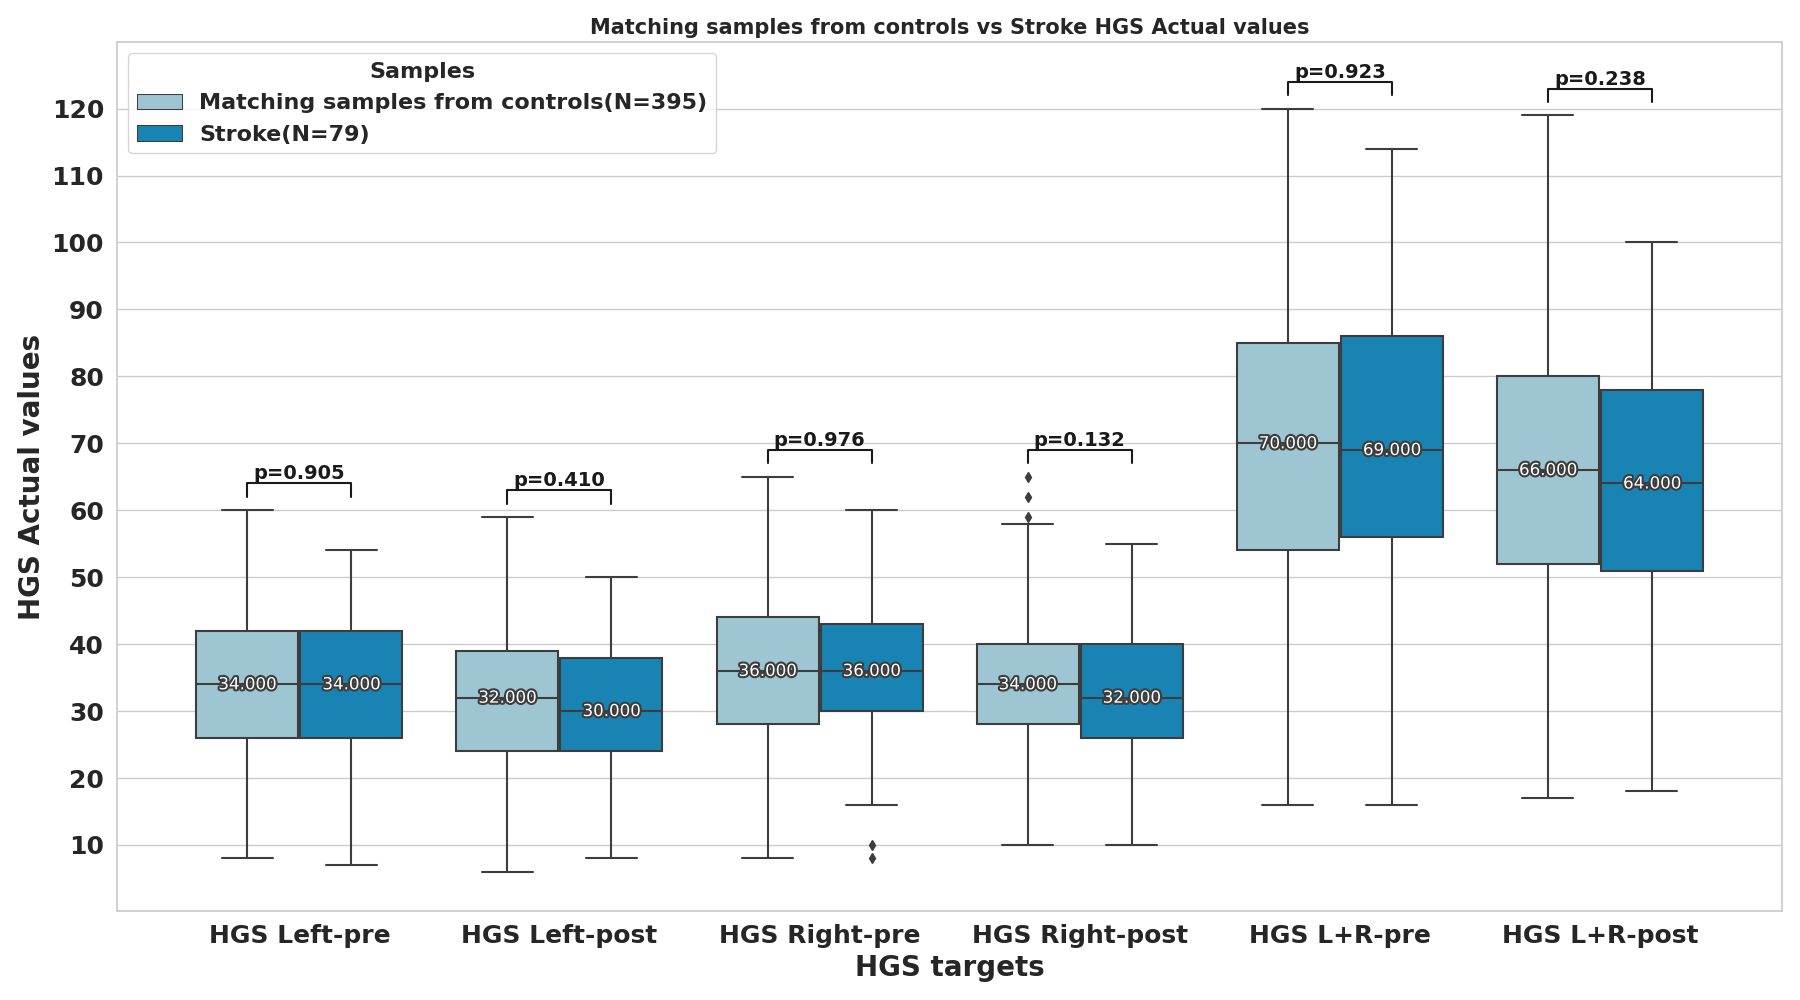 Matching samples from controls vs Stroke HGS Actual values
Samples
Matching samples from controls(N=395)
Stroke(N=79)
HGS Actual values
120
110
100
90
80
70
60
50
40
30
20
10
p=0.905
p=0.410
p=0.976
p=0.132
p=0.923
p=0.238
34.000
34.000
32.000
30.000
36.000
36.000
34.000
32.000
70.000
69.000
66.000
64.000
HGS Left-pre
HGS Left-post
HGS Right-pre
HGS Right-post
HGS L+R-pre
HGS L+R-post
HGS targets